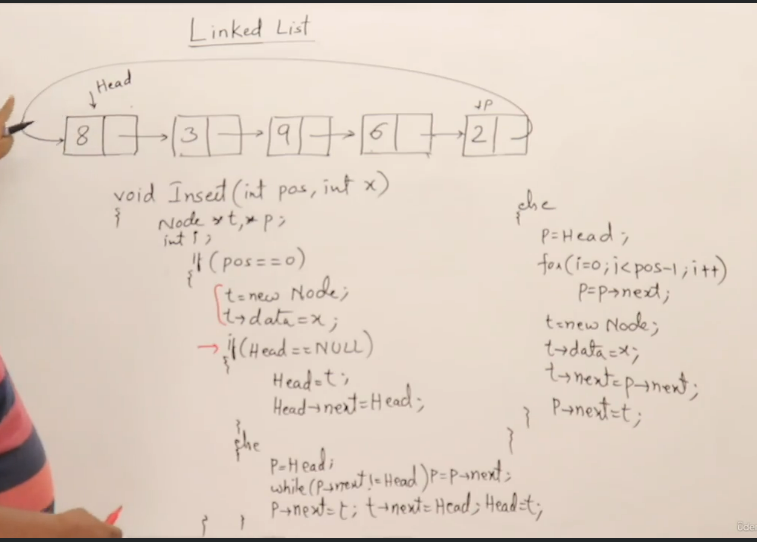 Linked List
Head
P
8 3 9 6 2
void Insert(int pos, int x)
{ Node *t,*p;
int i;
if(pos==0)
{
t=new Node;
t→data=x;
→ if(Head==NULL)
{
Head=t;
Head→next=Head;
}
else
P=Head;
while(P→next!=Head)P=P→next;
P→next=t; t→next=Head; Head=t;
} }
else
{
P=Head;
for(i=0;i<pos-1;i++)
P=P→next;
t=new Node;
t→data=x;
t→next=P→next;
P→next=t;
}
}